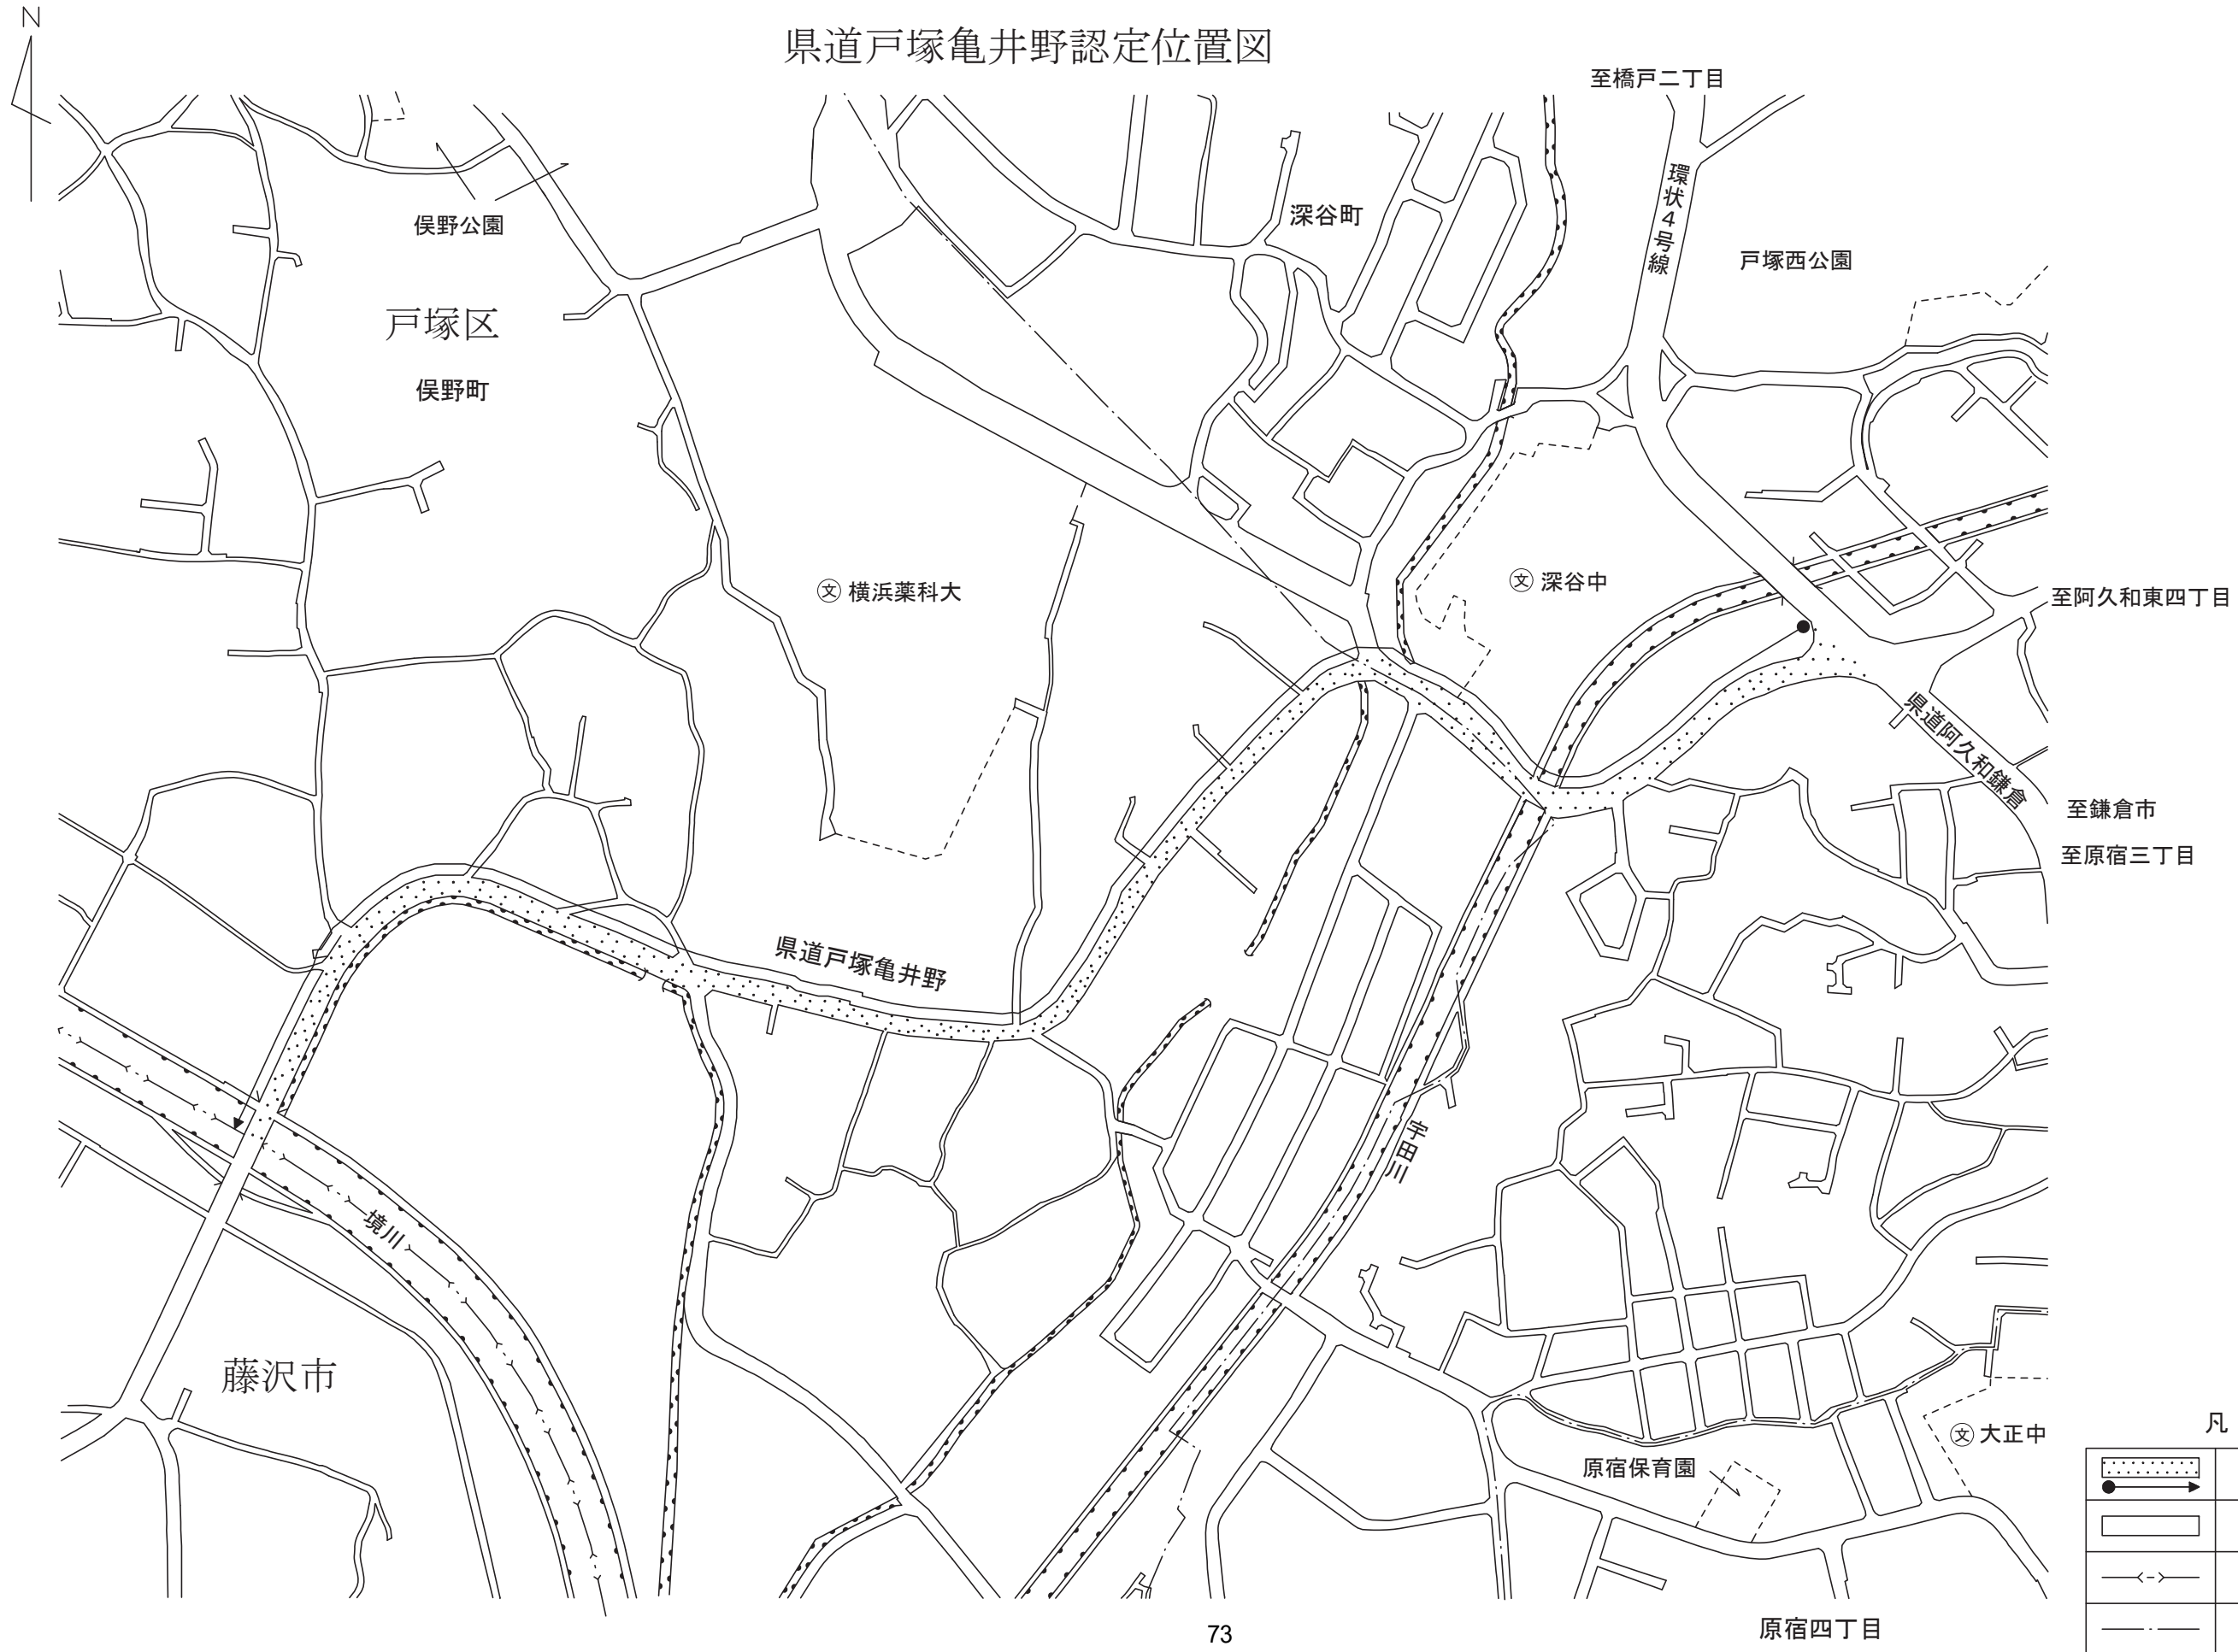 N
県道戸塚亀井野認定位置図
至橋戸二丁目
環状4号線
深谷町
俣野公園
戸塚西公園
戸塚区
俣野町
文 横浜薬科大
文 深谷中
至阿久和東四丁目
県道阿久和鎌倉
至鎌倉市
至原宿三丁目
県道戸塚亀井野
宇田川
境川
藤沢市
文 大正中
原宿保育園
凡
原宿四丁目
73